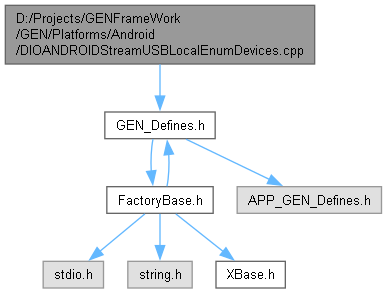 D:/Projects/GENFrameWork
/GEN/Platforms/Android
/DIOANDROIDStreamUSBLocalEnumDevices.cpp
GEN_Defines.h
FactoryBase.h
APP_GEN_Defines.h
stdio.h
string.h
XBase.h